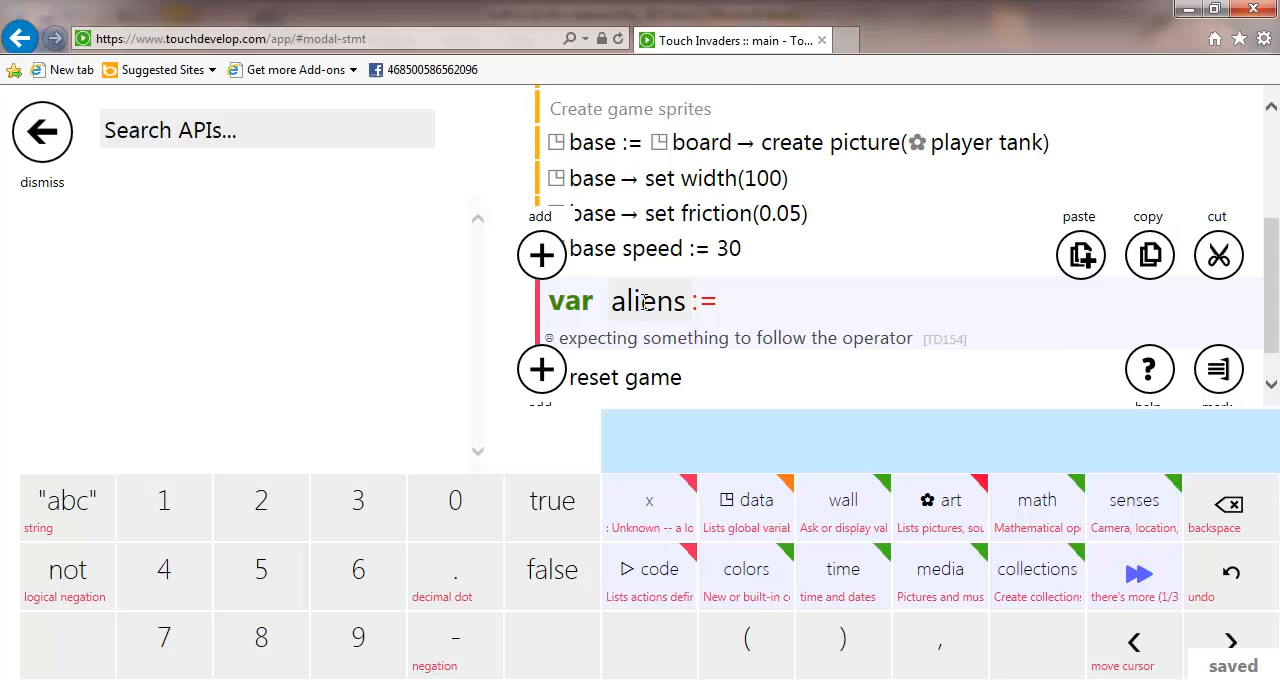 https://www.touchdevelop.com/app/#modal-stmt
Touch Invaders :: main - To...
New tab
Suggested Sites
Get more Add-ons
468500586562096
Search APIs...
dismiss
Create game sprites
base := board → create picture( player tank)
base → set width(100)
base → set friction(0.05)
base speed := 30
add
paste
copy
cut
var aliens :=
expecting something to follow the operator [TD154]
reset game
"abc" 1 2 3 0 true x data wall art math senses
string : Unknown -- a lo Lists global variab Ask or display val Lists pictures, sou Mathematical op Camera, location, backspace
not 4 5 6 . false code colors time media collections
logical negation decimal dot Lists actions defin New or built-in c time and dates Pictures and mus Create collections there's more (1/3 undo
7 8 9 - ( ) , < >
negation move cursor
saved